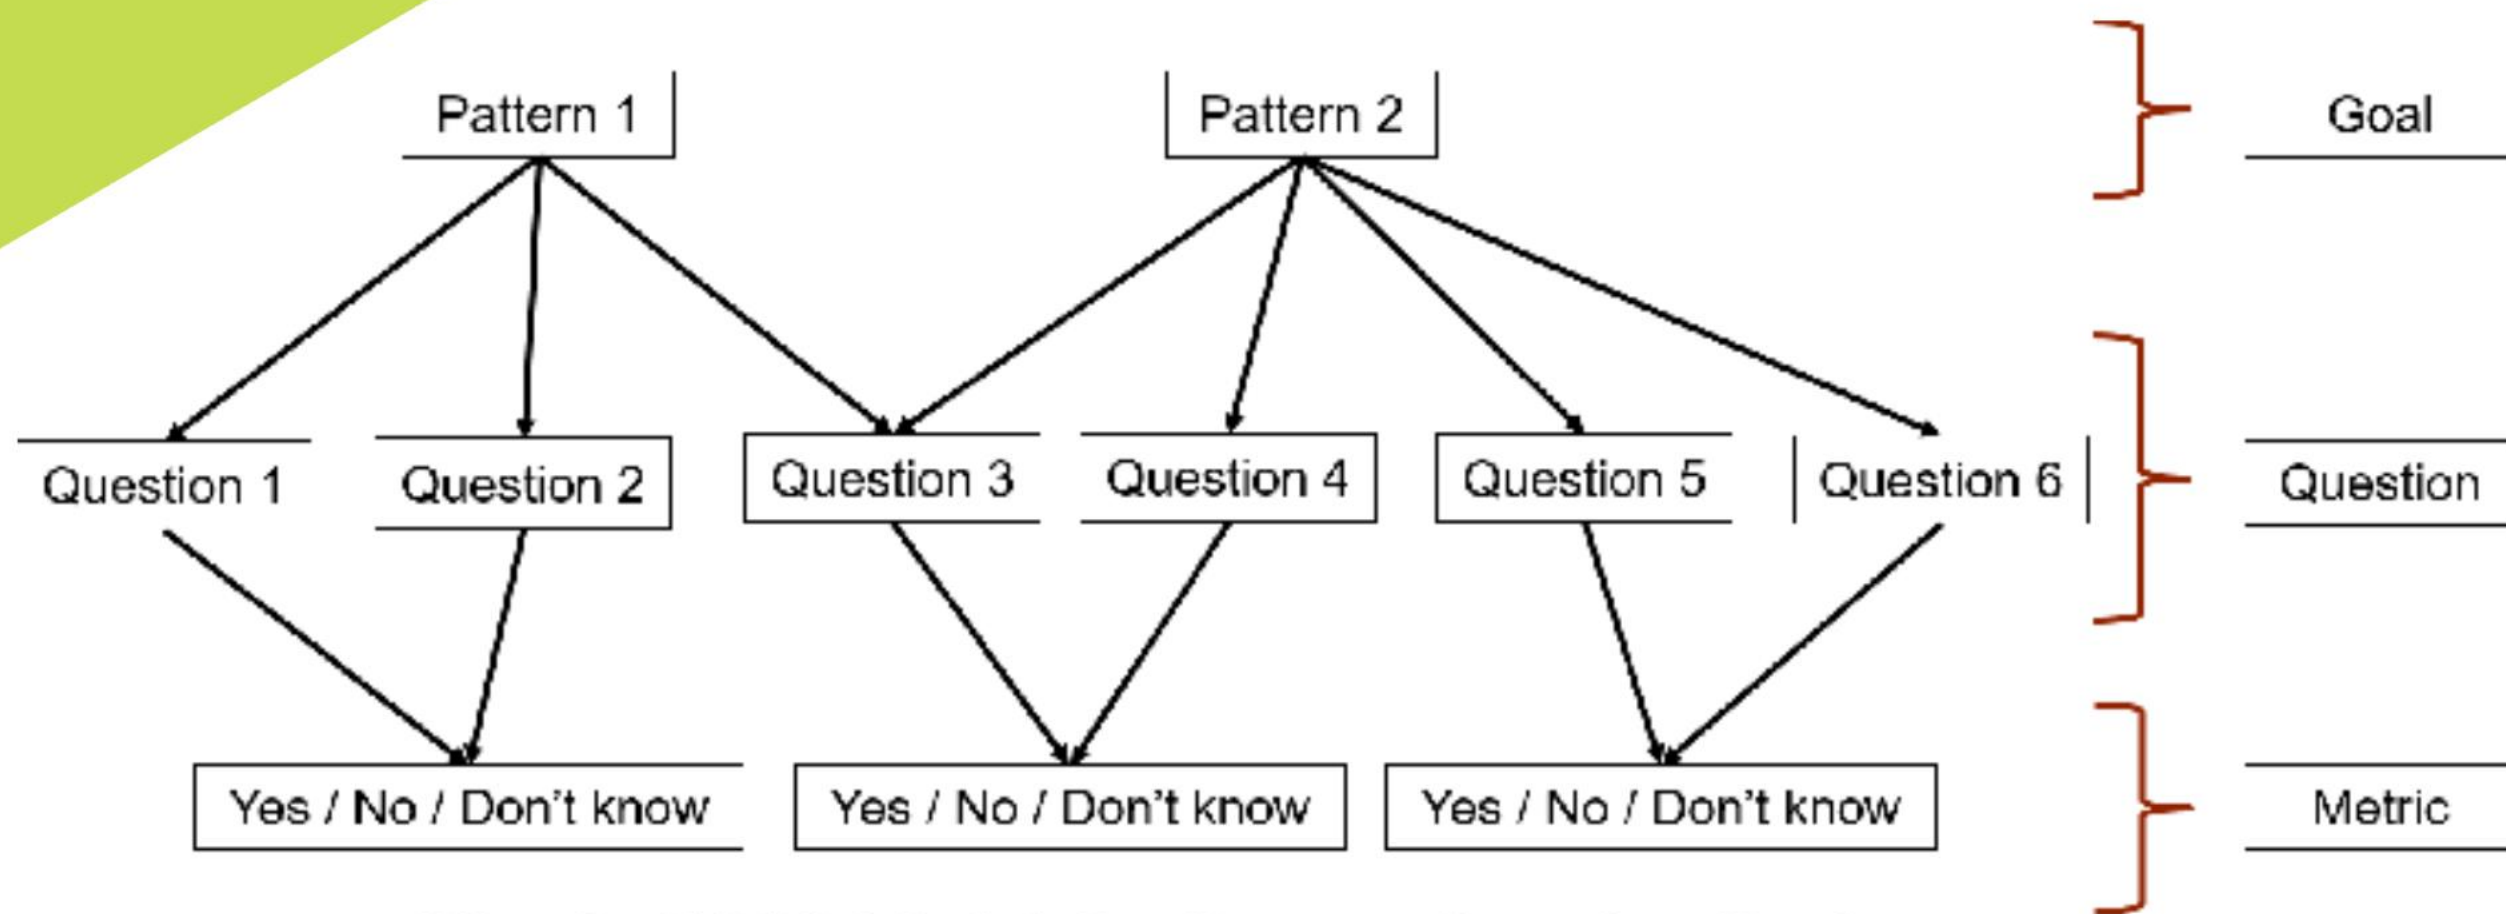 Pattern 1
Pattern 2
Goal
Question 1
Question 2
Question 3
Question 4
Question 5
Question 6
Question
Yes / No / Don't know
Yes / No / Don't know
Yes / No / Don't know
Metric